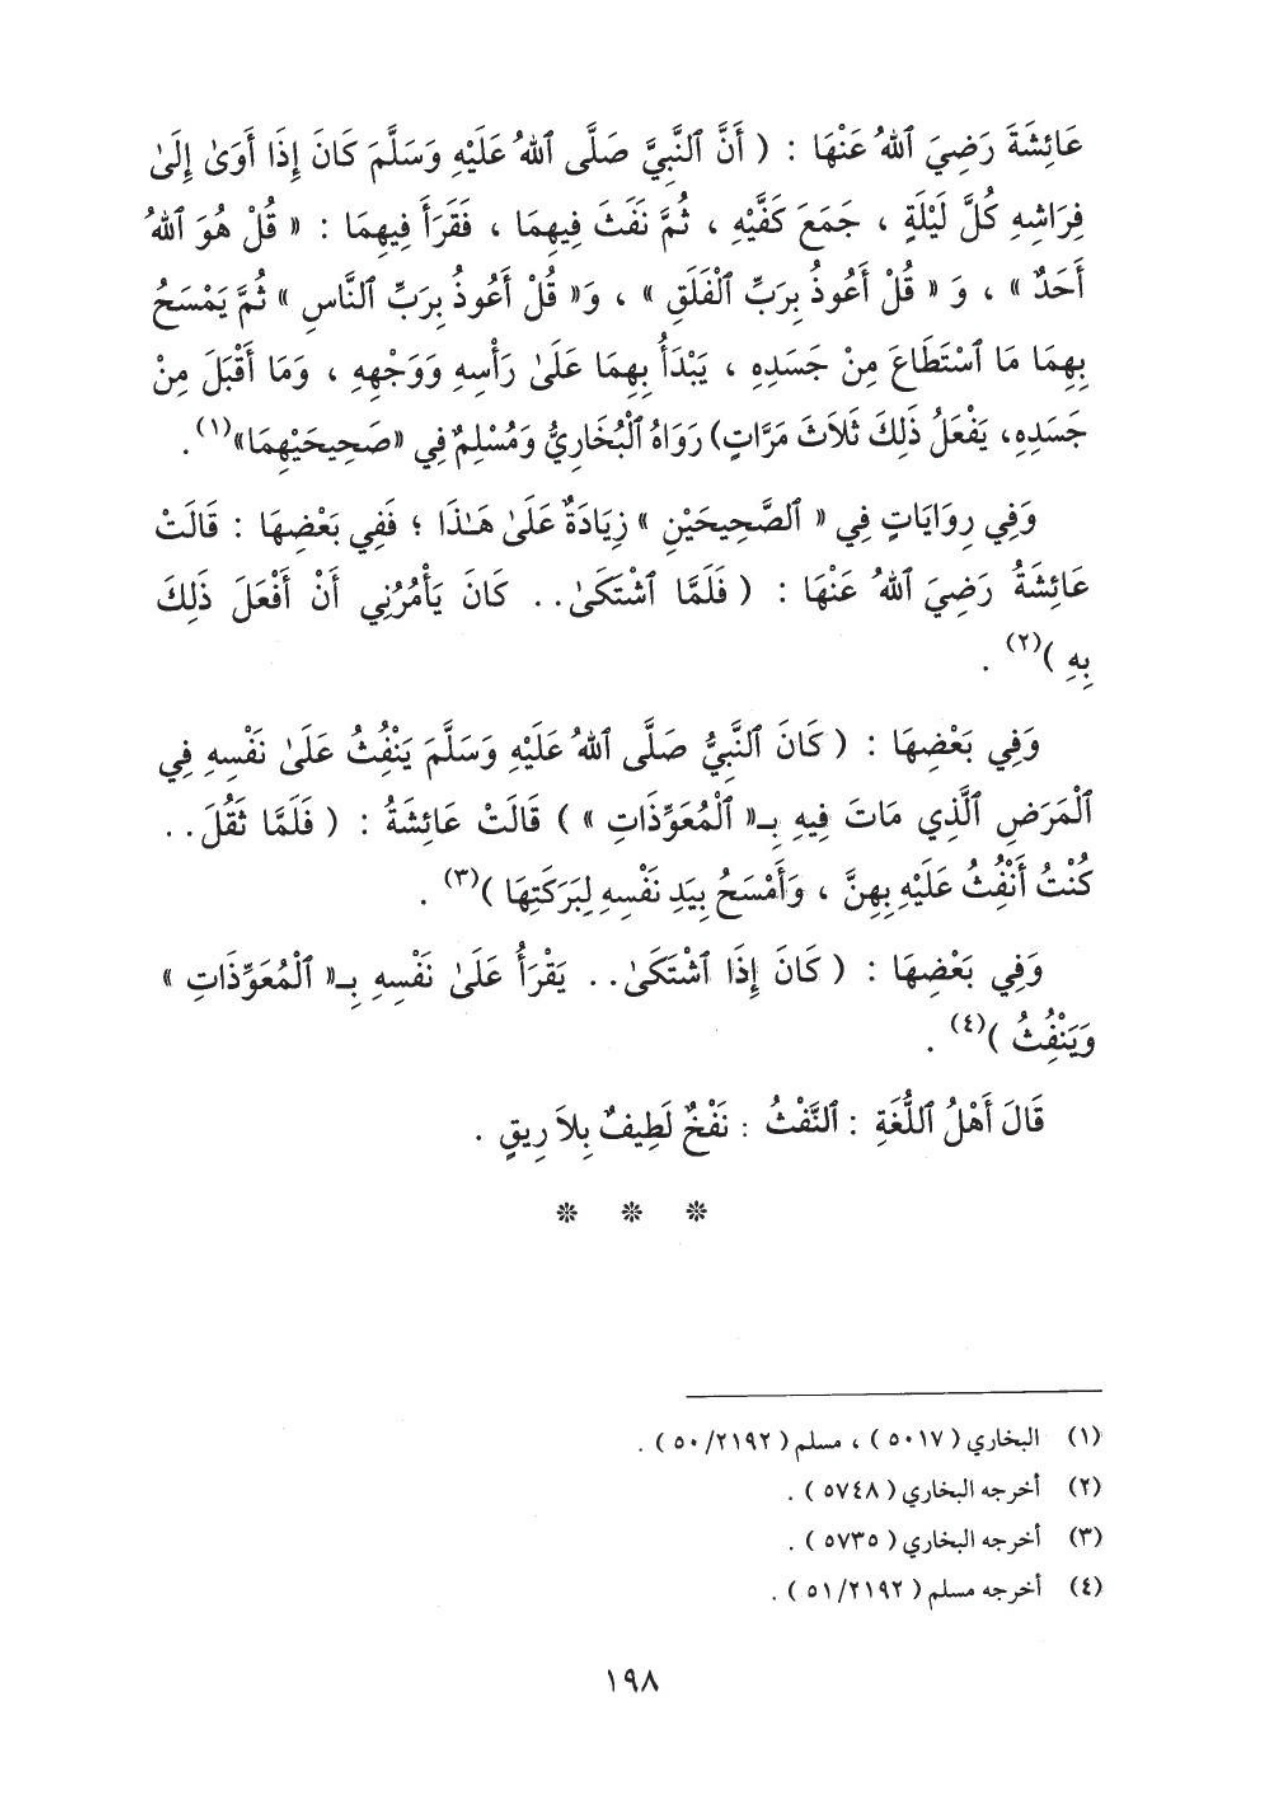 عَائِشَةَ رَضِيَ ٱللهُ عَنْهَا : ( أَنَّ ٱلنَّبِيَّ صَلَّى ٱللهُ عَلَيْهِ وَسَلَّمَ كَانَ إِذَا أَوَىٰ إِلَىٰ
فِرَاشِهِ كُلَّ لَيْلَةٍ ، جَمَعَ كَفَّيْهِ ، ثُمَّ نَفَثَ فِيهِمَا ، فَقَرَأَ فِيهِمَا : « قُلْ هُوَ ٱللهُ
أَحَدٌ » ، وَ « قُلْ أَعُوذُ بِرَبِّ ٱلْفَلَقِ » ، وَ« قُلْ أَعُوذُ بِرَبِّ ٱلنَّاسِ » ثُمَّ يَمْسَحُ
بِهِمَا مَا ٱسْتَطَاعَ مِنْ جَسَدِهِ ، يَبْدَأُ بِهِمَا عَلَىٰ رَأْسِهِ وَوَجْهِهِ ، وَمَا أَقْبَلَ مِنْ
جَسَدِهِ، يَفْعَلُ ذَلِكَ ثَلاَثَ مَرَّاتٍ) رَوَاهُ ٱلْبُخَارِيُّ وَمُسْلِمٌ فِي «صَحِيحَيْهِمَا»(١) .
وَفِي رِوَايَاتٍ فِي « ٱلصَّحِيحَيْنِ » زِيَادَةٌ عَلَىٰ هَـٰذَا ؛ فَفِي بَعْضِهَا : قَالَتْ
عَائِشَةُ رَضِيَ ٱللهُ عَنْهَا : ( فَلَمَّا ٱشْتَكَىٰ.. كَانَ يَأْمُرُنِي أَنْ أَفْعَلَ ذَلِكَ
بِهِ )(٢) .
وَفِي بَعْضِهَا : ( كَانَ ٱلنَّبِيُّ صَلَّى ٱللهُ عَلَيْهِ وَسَلَّمَ يَنْفُِثُ عَلَىٰ نَفْسِهِ فِي
ٱلْمَرَضِ ٱلَّذِي مَاتَ فِيهِ بِـ« ٱلْمُعَوِّذَاتِ » ) قَالَتْ عَائِشَةُ : ( فَلَمَّا ثَقُلَ..
كُنْتُ أَنْفُِثُ عَلَيْهِ بِهِنَّ ، وَأَمْسَحُ بِيَدِ نَفْسِهِ لِبَرَكَتِهَا )(٣) .
وَفِي بَعْضِهَا : ( كَانَ إِذَا ٱشْتَكَىٰ.. يَقْرَأُ عَلَىٰ نَفْسِهِ بِـ« ٱلْمُعَوِّذَاتِ »
وَيَنْفُِثُ )(٤) .
قَالَ أَهْلُ ٱللُّغَةِ : ٱلنَّفْثُ : نَفْخٌ لَطِيفٌ بِلاَ رِيقٍ .
* * *
(١) البخاري ( ٥٠١٧ ) ، مسلم ( ٥٠/٢١٩٢ ) .
(٢) أخرجه البخاري ( ٥٧٤٨ ) .
(٣) أخرجه البخاري ( ٥٧٣٥ ) .
(٤) أخرجه مسلم ( ٥١/٢١٩٢ ) .
١٩٨